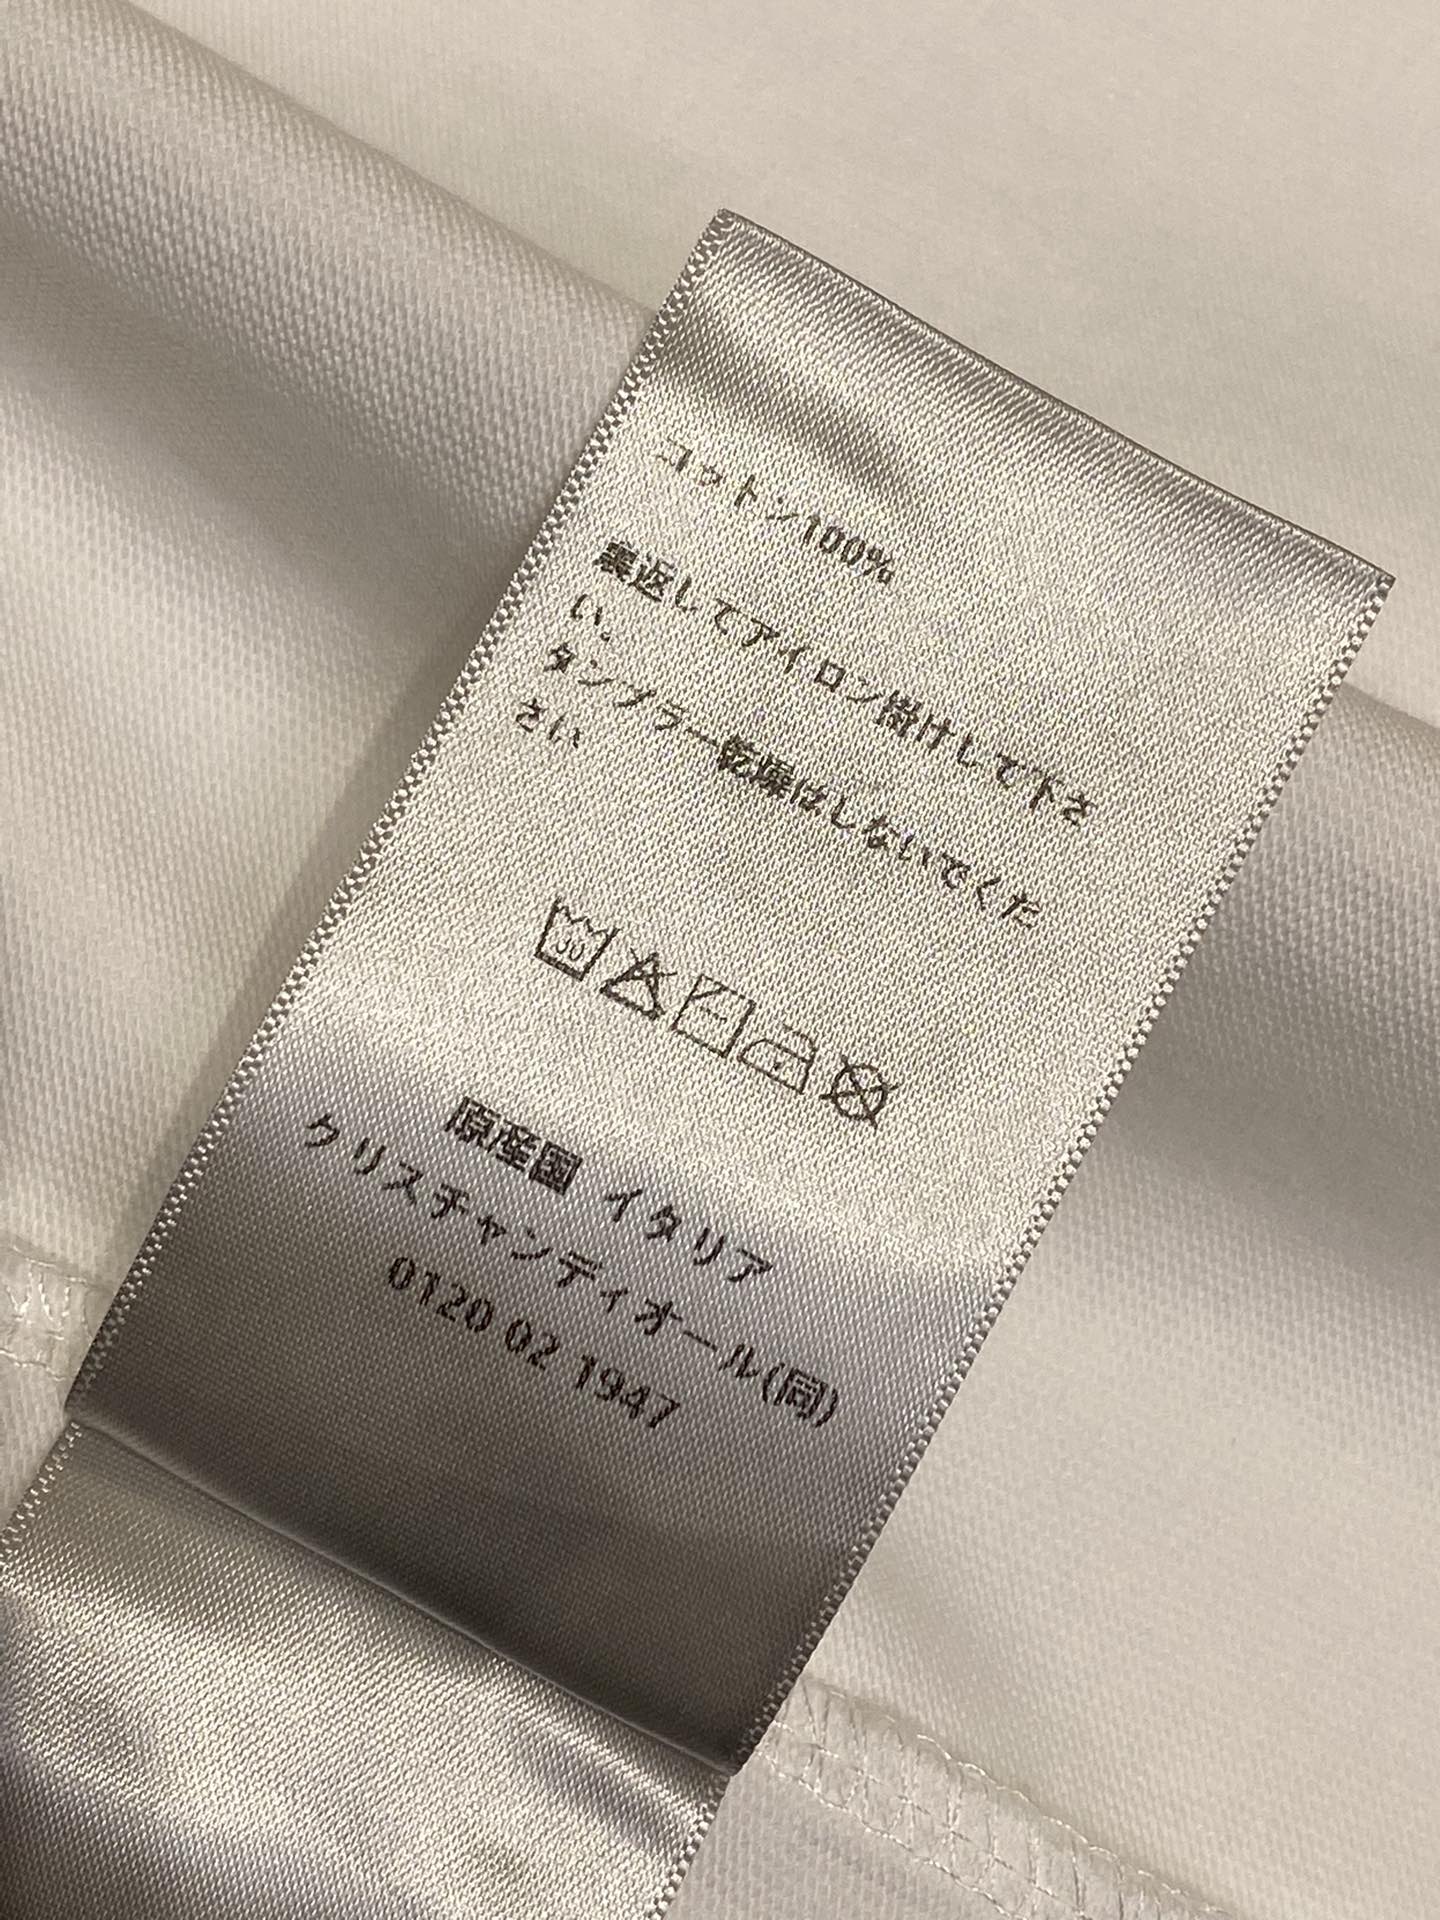 コットン100%
裏返してアイロン掛けして下さ
い。
タンブラー乾燥はしないでくだ
さい
30
原産国 イタリア
クリスチャンディオール(同)
0120 02 1947